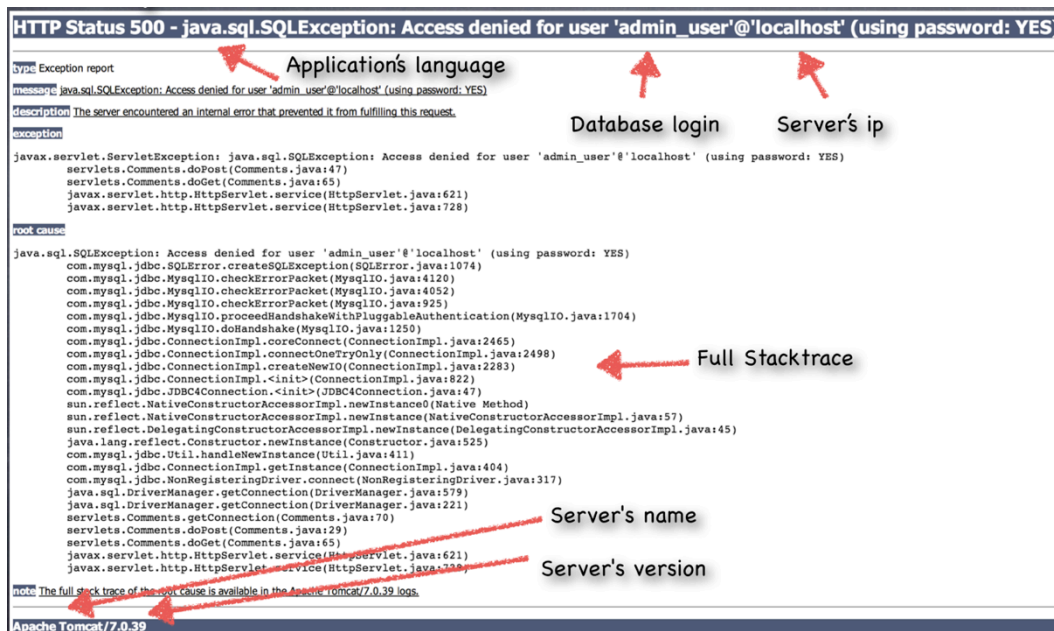 HTTP Status 500 - java.sql.SQLException: Access denied for user 'admin_user'@'localhost' (using password: YES)
Application's language
type Exception report
message java.sql.SQLException: Access denied for user 'admin_user'@'localhost' (using password: YES)
description The server encountered an internal error that prevented it from fulfilling this request.
Database login
Server's ip
exception
javax.servlet.ServletException: java.sql.SQLException: Access denied for user 'admin_user'@'localhost' (using password: YES)
servlets.Comments.doPost(Comments.java:47)
servlets.Comments.doGet(Comments.java:65)
javax.servlet.http.HttpServlet.service(HttpServlet.java:621)
javax.servlet.http.HttpServlet.service(HttpServlet.java:728)
root cause
java.sql.SQLException: Access denied for user 'admin_user'@'localhost' (using password: YES)
com.mysql.jdbc.SQLError.createSQLException(SQLError.java:1074)
com.mysql.jdbc.MysqlIO.checkErrorPacket(MysqlIO.java:4120)
com.mysql.jdbc.MysqlIO.checkErrorPacket(MysqlIO.java:4052)
com.mysql.jdbc.MysqlIO.checkErrorPacket(MysqlIO.java:925)
com.mysql.jdbc.MysqlIO.proceedHandshakeWithPluggableAuthentication(MysqlIO.java:1704)
com.mysql.jdbc.MysqlIO.doHandshake(MysqlIO.java:1250)
com.mysql.jdbc.ConnectionImpl.coreConnect(ConnectionImpl.java:2465)
com.mysql.jdbc.ConnectionImpl.connectOneTryOnly(ConnectionImpl.java:2498)
com.mysql.jdbc.ConnectionImpl.createNewIO(ConnectionImpl.java:2283)
Full Stacktrace
com.mysql.jdbc.ConnectionImpl.<init>(ConnectionImpl.java:822)
com.mysql.jdbc.JDBC4Connection.<init>(JDBC4Connection.java:47)
sun.reflect.NativeConstructorAccessorImpl.newInstance0(Native Method)
sun.reflect.NativeConstructorAccessorImpl.newInstance(NativeConstructorAccessorImpl.java:57)
sun.reflect.DelegatingConstructorAccessorImpl.newInstance(DelegatingConstructorAccessorImpl.java:45)
java.lang.reflect.Constructor.newInstance(Constructor.java:525)
com.mysql.jdbc.Util.handleNewInstance(Util.java:411)
com.mysql.jdbc.ConnectionImpl.getInstance(ConnectionImpl.java:404)
com.mysql.jdbc.NonRegisteringDriver.connect(NonRegisteringDriver.java:317)
java.sql.DriverManager.getConnection(DriverManager.java:579)
java.sql.DriverManager.getConnection(DriverManager.java:221)
servlets.Comments.getConnection(Comments.java:70)
Server's name
servlets.Comments.doPost(Comments.java:29)
servlets.Comments.doGet(Comments.java:65)
javax.servlet.http.HttpServlet.service(HttpServlet.java:621)
javax.servlet.http.HttpServlet.service(HttpServlet.java:728)
Server's version
note The full stack trace of the root cause is available in the Apache Tomcat/7.0.39 logs.
Apache Tomcat/7.0.39